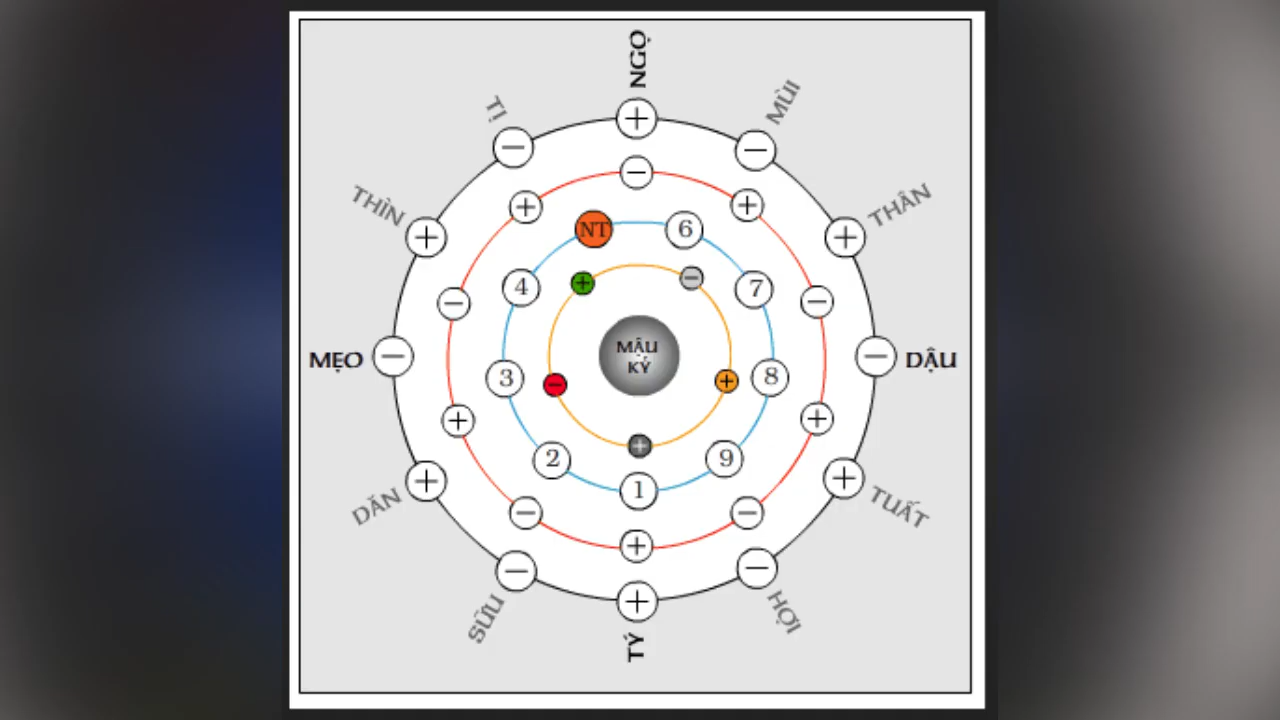 NGỌ
TỊ
MÙI
THÌN
THÂN
NT
6
4
7
MẬU
KỶ
MẸO
DẬU
3
8
2
9
1
DẦN
TUẤT
SỬU
HỢI
TÝ